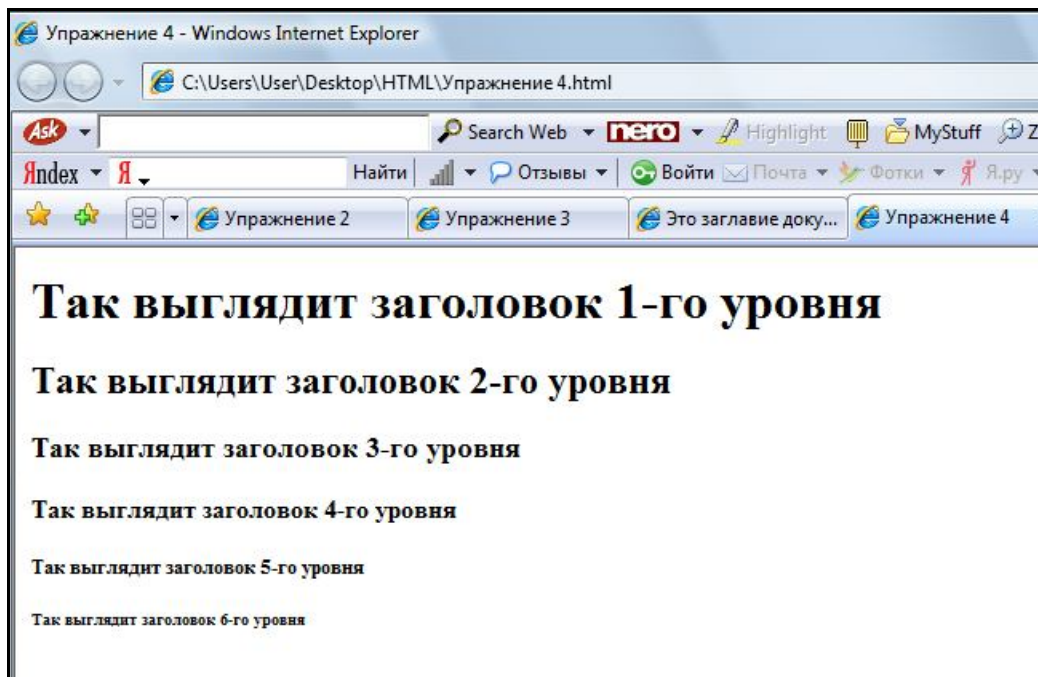 Упражнение 4 - Windows Internet Explorer
C:\Users\User\Desktop\HTML\Упражнение 4.html
Ask Search Web nero Highlight MyStuff Z
Яndex Я Найти Отзывы Войти Почта Фотки Я.ру
Упражнение 2 Упражнение 3 Это заглавие доку... Упражнение 4
Так выглядит заголовок 1-го уровня
Так выглядит заголовок 2-го уровня
Так выглядит заголовок 3-го уровня
Так выглядит заголовок 4-го уровня
Так выглядит заголовок 5-го уровня
Так выглядит заголовок 6-го уровня